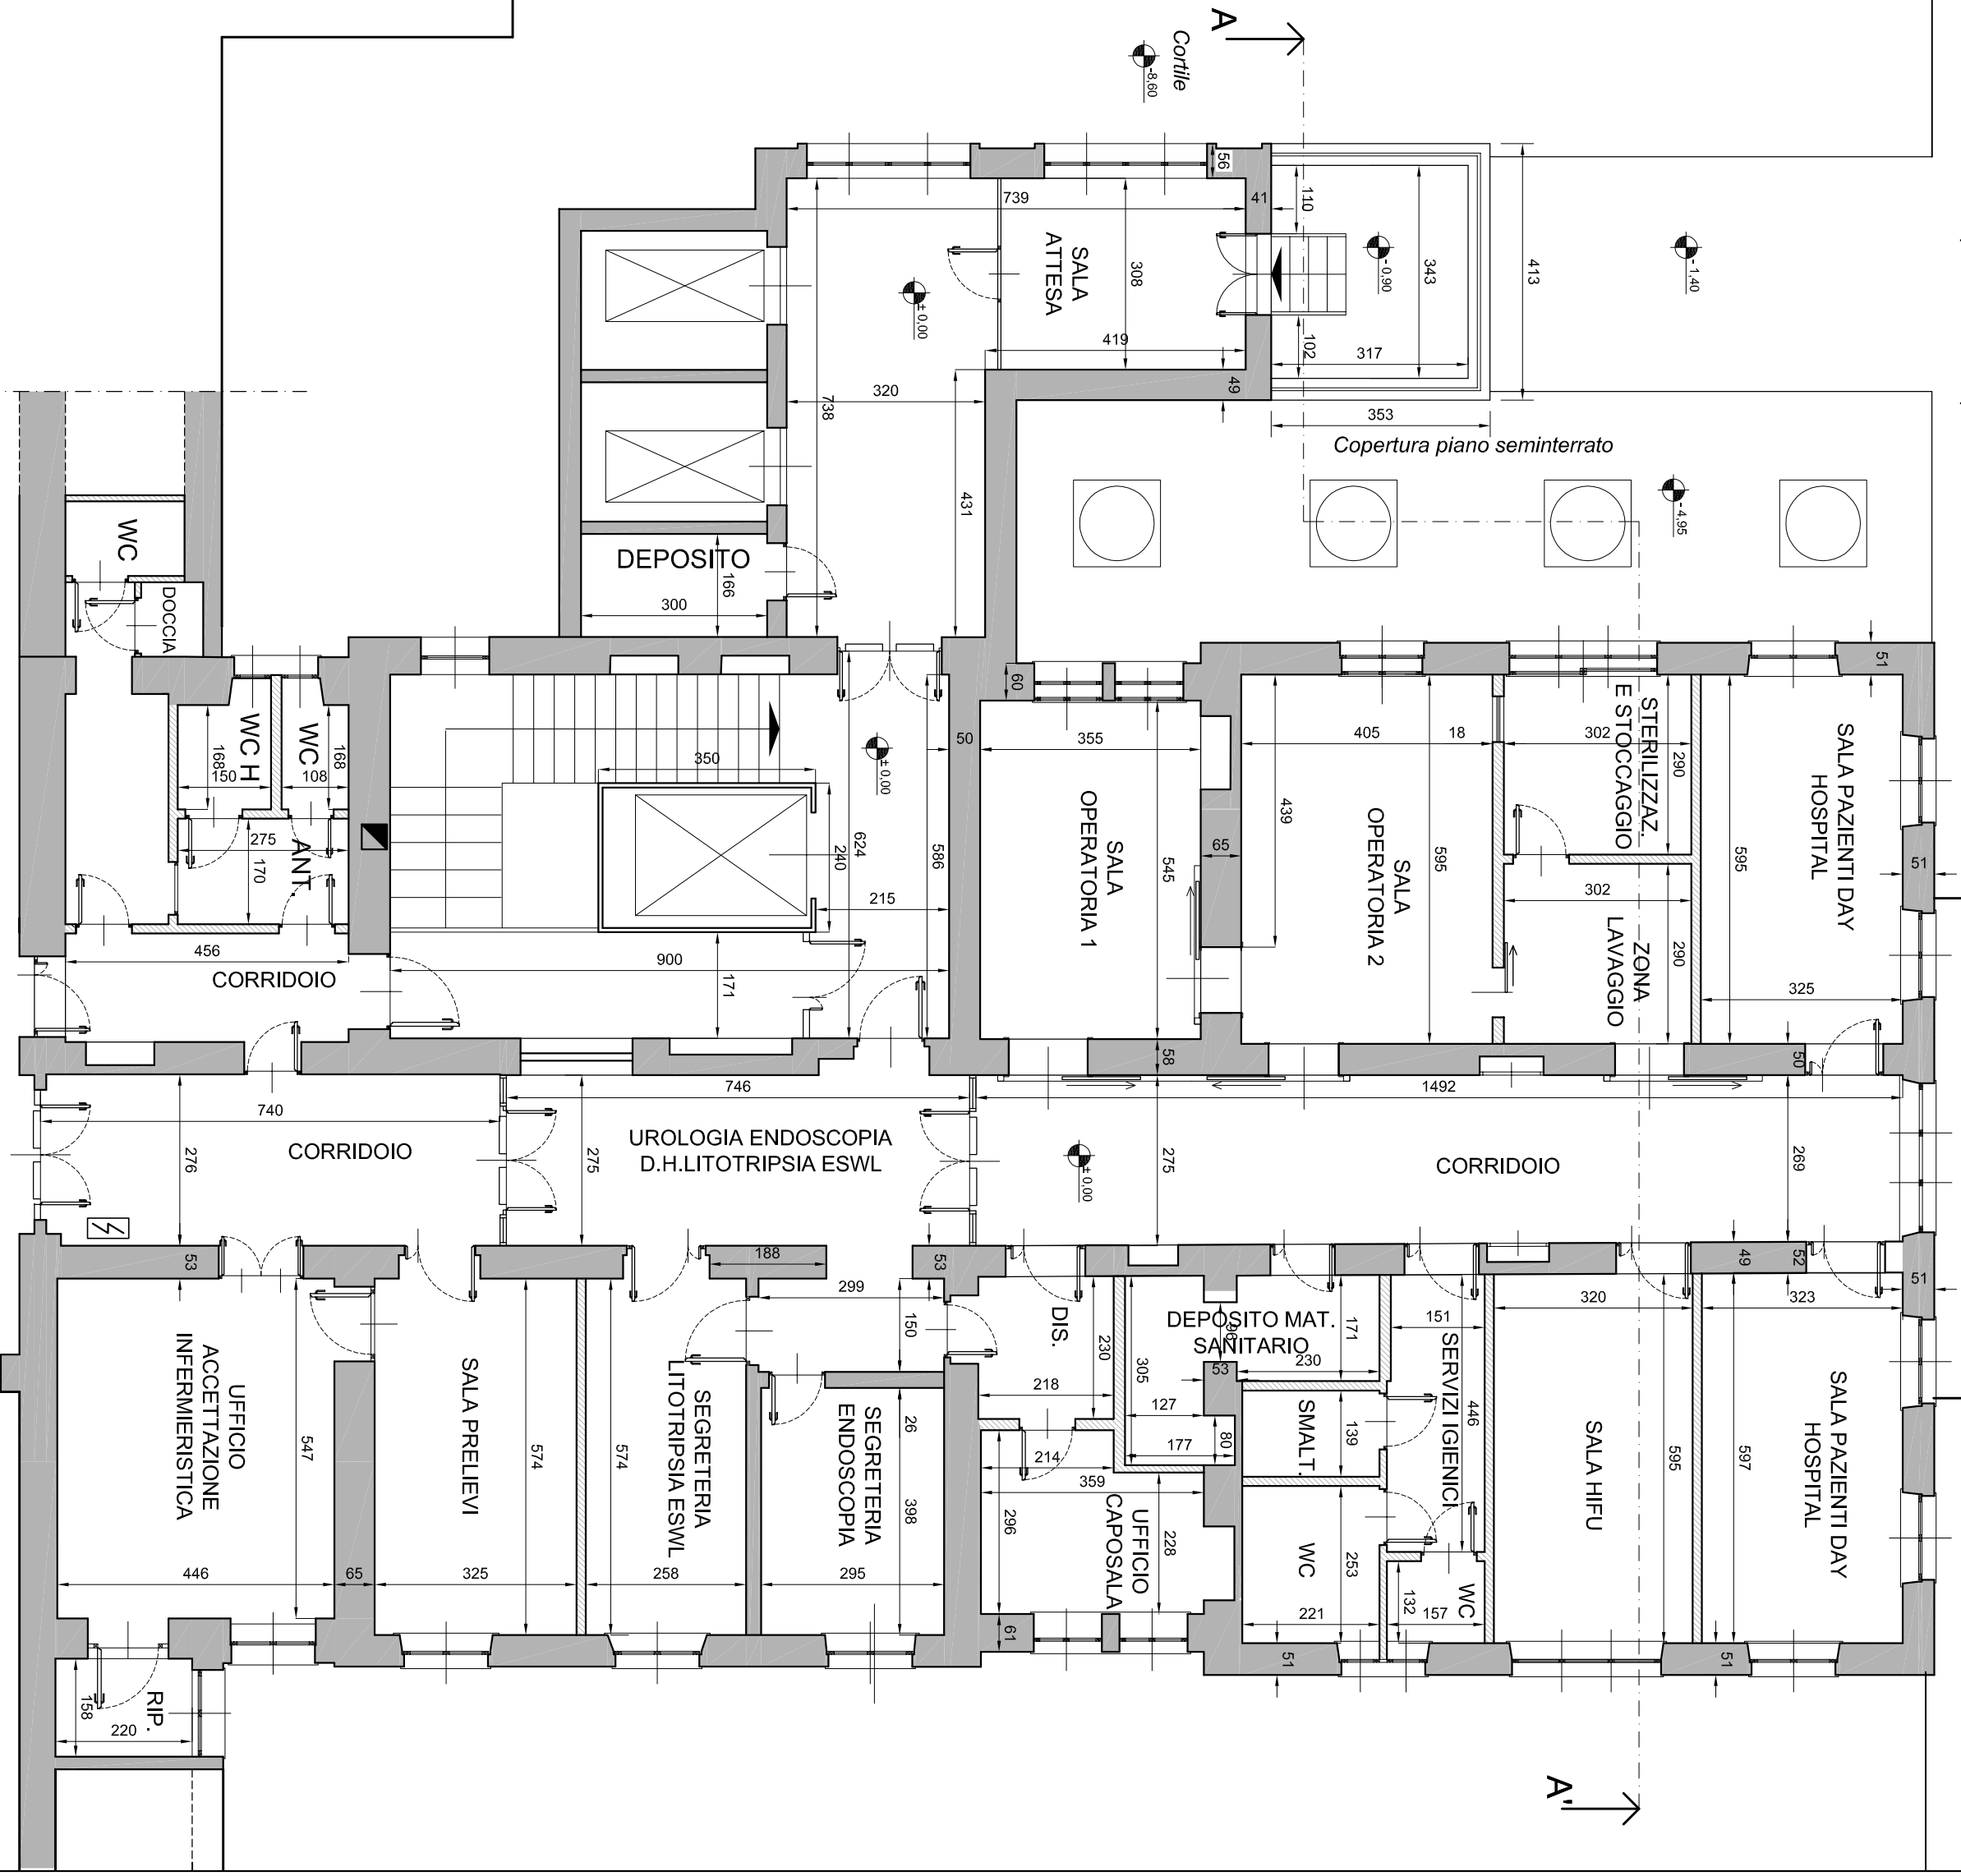 A
Cortile
-8,60
56
41
110
739
SALA
ATTESA
308
-0,90
343
413
-1,40
± 0,00
102
317
419
49
320
738
353
Copertura piano seminterrato
431
-4,95
WC
DEPOSITO
166
300
DOCCIA
51
60
WC H
WC
168
168
150
108
350
± 0,00
50
355
405
18
302
STERILIZZAZ.
E STOCCAGGIO
290
SALA PAZIENTI DAY
HOSPITAL
SALA
OPERATORIA 1
439
SALA
OPERATORIA 2
275
ANT.
170
624
240
586
545
65
595
595
51
215
302
ZONA
LAVAGGIO
290
456
CORRIDOIO
900
171
325
58
50
740
746
1492
276
CORRIDOIO
275
UROLOGIA ENDOSCOPIA
D.H.LITOTRIPSIA ESWL
± 0,00
275
CORRIDOIO
269
53
188
53
49
52
51
299
150
DIS.
230
DEPOSITO MAT.
SANITARIO
96
171
151
320
323
UFFICIO
ACCETTAZIONE
INFERMIERISTICA
SALA PRELIEVI
SEGRETERIA
LITOTRIPSIA ESWL
218
305
53
230
SERVIZI IGIENICI
SEGRETERIA
ENDOSCOPIA
26
127
SMALT.
139
446
SALA HIFU
SALA PAZIENTI DAY
HOSPITAL
547
574
574
214
177
80
595
597
359
398
296
UFFICIO
CAPOSALA
228
WC
253
WC
446
65
325
258
295
132
221
157
61
51
51
RIP.
158
220
A'